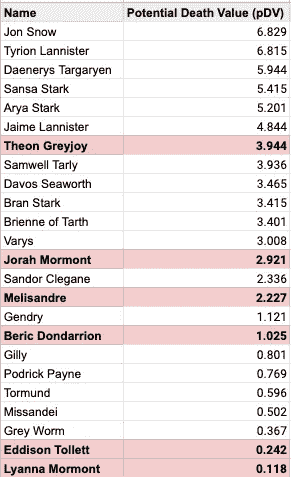 Name Potential Death Value (pDV)
Jon Snow 6.829
Tyrion Lannister 6.815
Daenerys Targaryen 5.944
Sansa Stark 5.415
Arya Stark 5.201
Jaime Lannister 4.844
Theon Greyjoy 3.944
Samwell Tarly 3.936
Davos Seaworth 3.465
Bran Stark 3.415
Brienne of Tarth 3.401
Varys 3.008
Jorah Mormont 2.921
Sandor Clegane 2.336
Melisandre 2.227
Gendry 1.121
Beric Dondarrion 1.025
Gilly 0.801
Podrick Payne 0.769
Tormund 0.596
Missandei 0.502
Grey Worm 0.367
Eddison Tollett 0.242
Lyanna Mormont 0.118